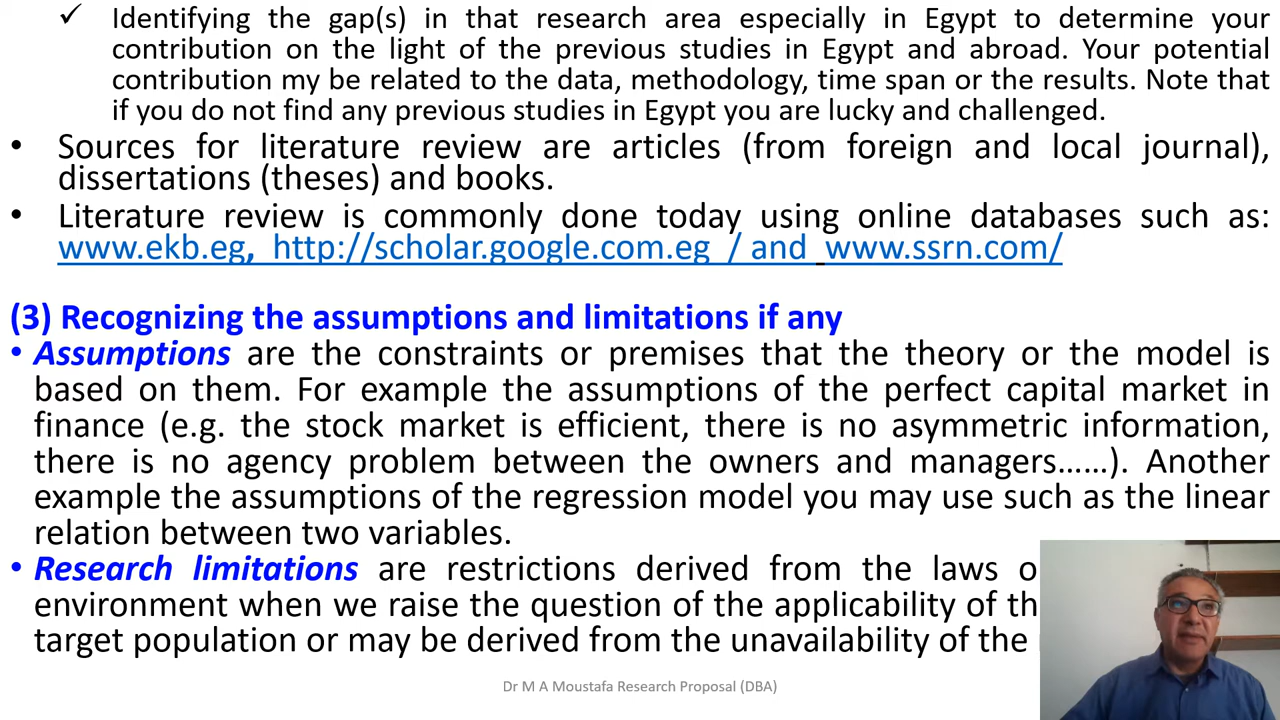 ✓ Identifying the gap(s) in that research area especially in Egypt to determine your
contribution on the light of the previous studies in Egypt and abroad. Your potential
contribution my be related to the data, methodology, time span or the results. Note that
if you do not find any previous studies in Egypt you are lucky and challenged.
• Sources for literature review are articles (from foreign and local journal),
dissertations (theses) and books.
• Literature review is commonly done today using online databases such as:
www.ekb.eg, http://scholar.google.com.eg / and www.ssrn.com/
(3) Recognizing the assumptions and limitations if any
• Assumptions are the constraints or premises that the theory or the model is
based on them. For example the assumptions of the perfect capital market in
finance (e.g. the stock market is efficient, there is no asymmetric information,
there is no agency problem between the owners and managers……). Another
example the assumptions of the regression model you may use such as the linear
relation between two variables.
• Research limitations are restrictions derived from the laws
environment when we raise the question of the applicability of
target population or may be derived from the unavailability of the
Dr M A Moustafa Research Proposal (DBA)